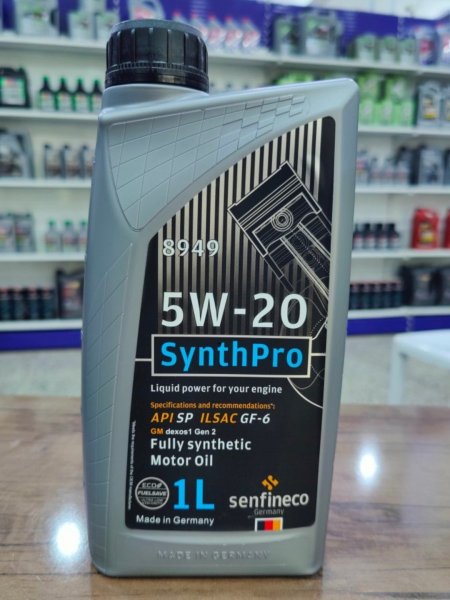 8949
5W-20
SynthPro
Liquid power for your engine
Specifications and recommendations*:
API SP ILSAC GF-6
GM dexos1 Gen 2
Fully synthetic
Motor Oil
ECO
FUELSAVE
1L
senfineco
Germany
Made in Germany
MADE IN GERMANY